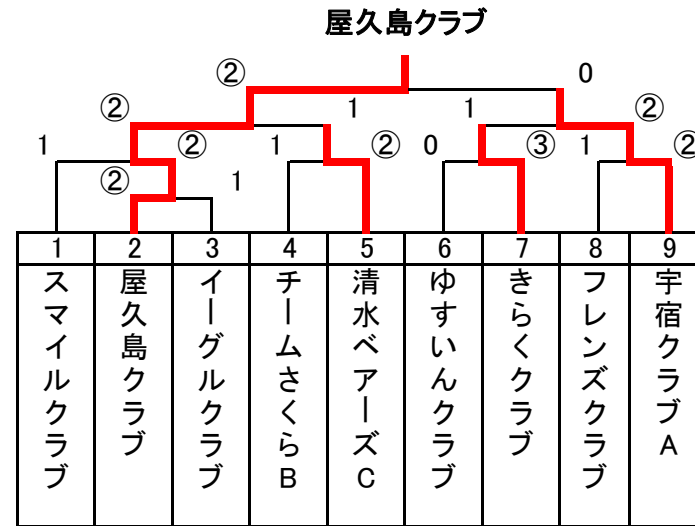 屋久島クラブ
② 0
② 1 1 ②
1 ② 1 ② 0 ③ 1 ②
② 1
1 2 3 4 5 6 7 8 9
スマイルクラブ
屋久島クラブ
イーグルクラブ
チームさくらB
清水ベアーズC
ゆすいんクラブ
きらくクラブ
フレンズクラブ
宇宿クラブA